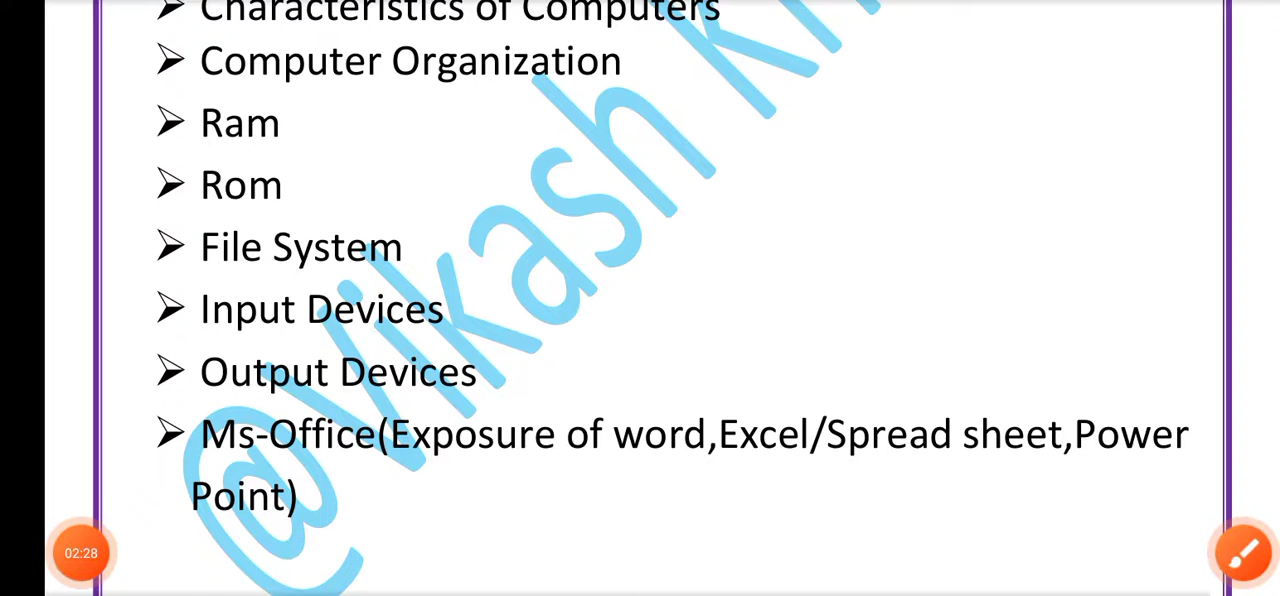 ➢ Characteristics of Computers
➢ Computer Organization
➢ Ram
➢ Rom
➢ File System
➢ Input Devices
➢ Output Devices
➢ Ms-Office(Exposure of word,Excel/Spread sheet,Power
Point)
@Vikash
02:28